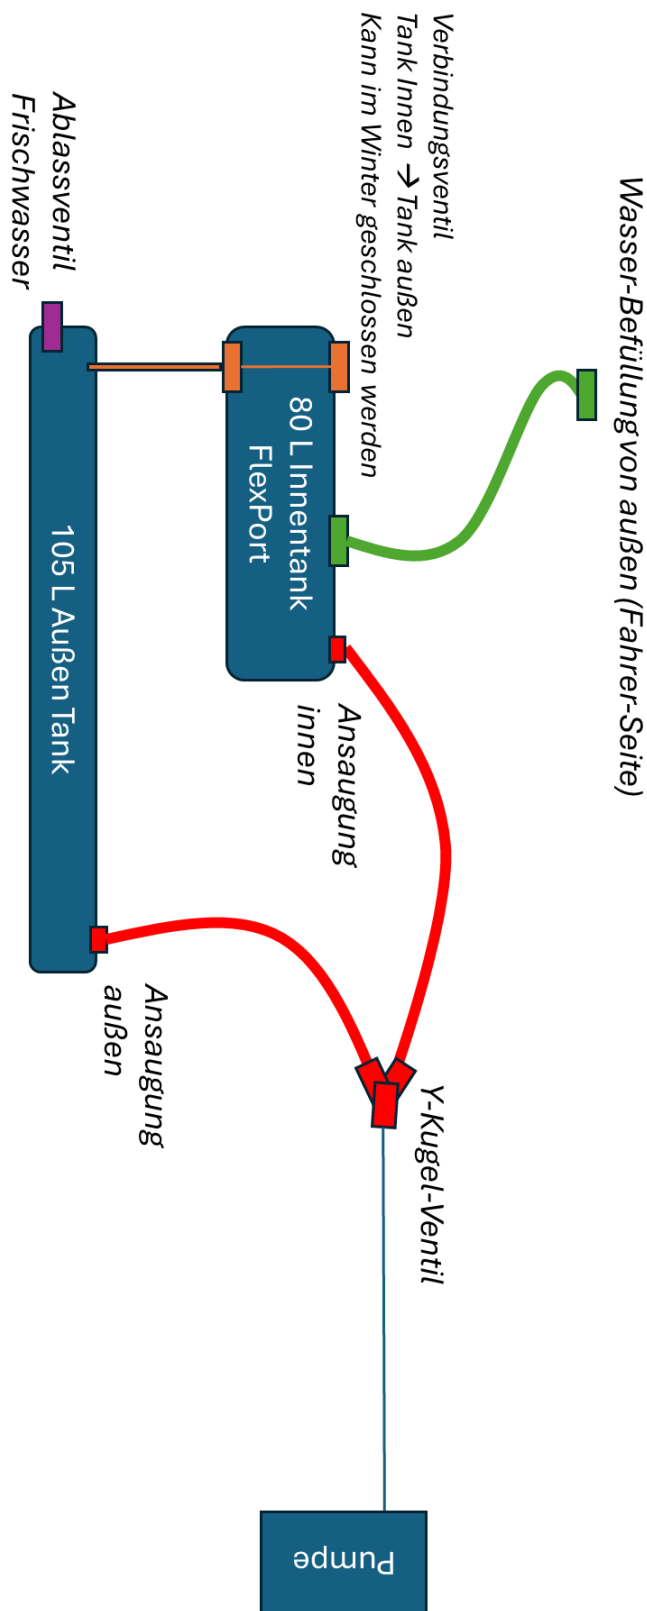 Wasser-Befüllung von außen (Fahrer-Seite)
Verbindungsventil
Tank Innen → Tank außen
Kann im Winter geschlossen werden
80 L Innentank
FlexPort
Ansaugung
innen
Y-Kugel-Ventil
Pumpe
Ablassventil
Frischwasser
105 L Außen Tank
Ansaugung
außen